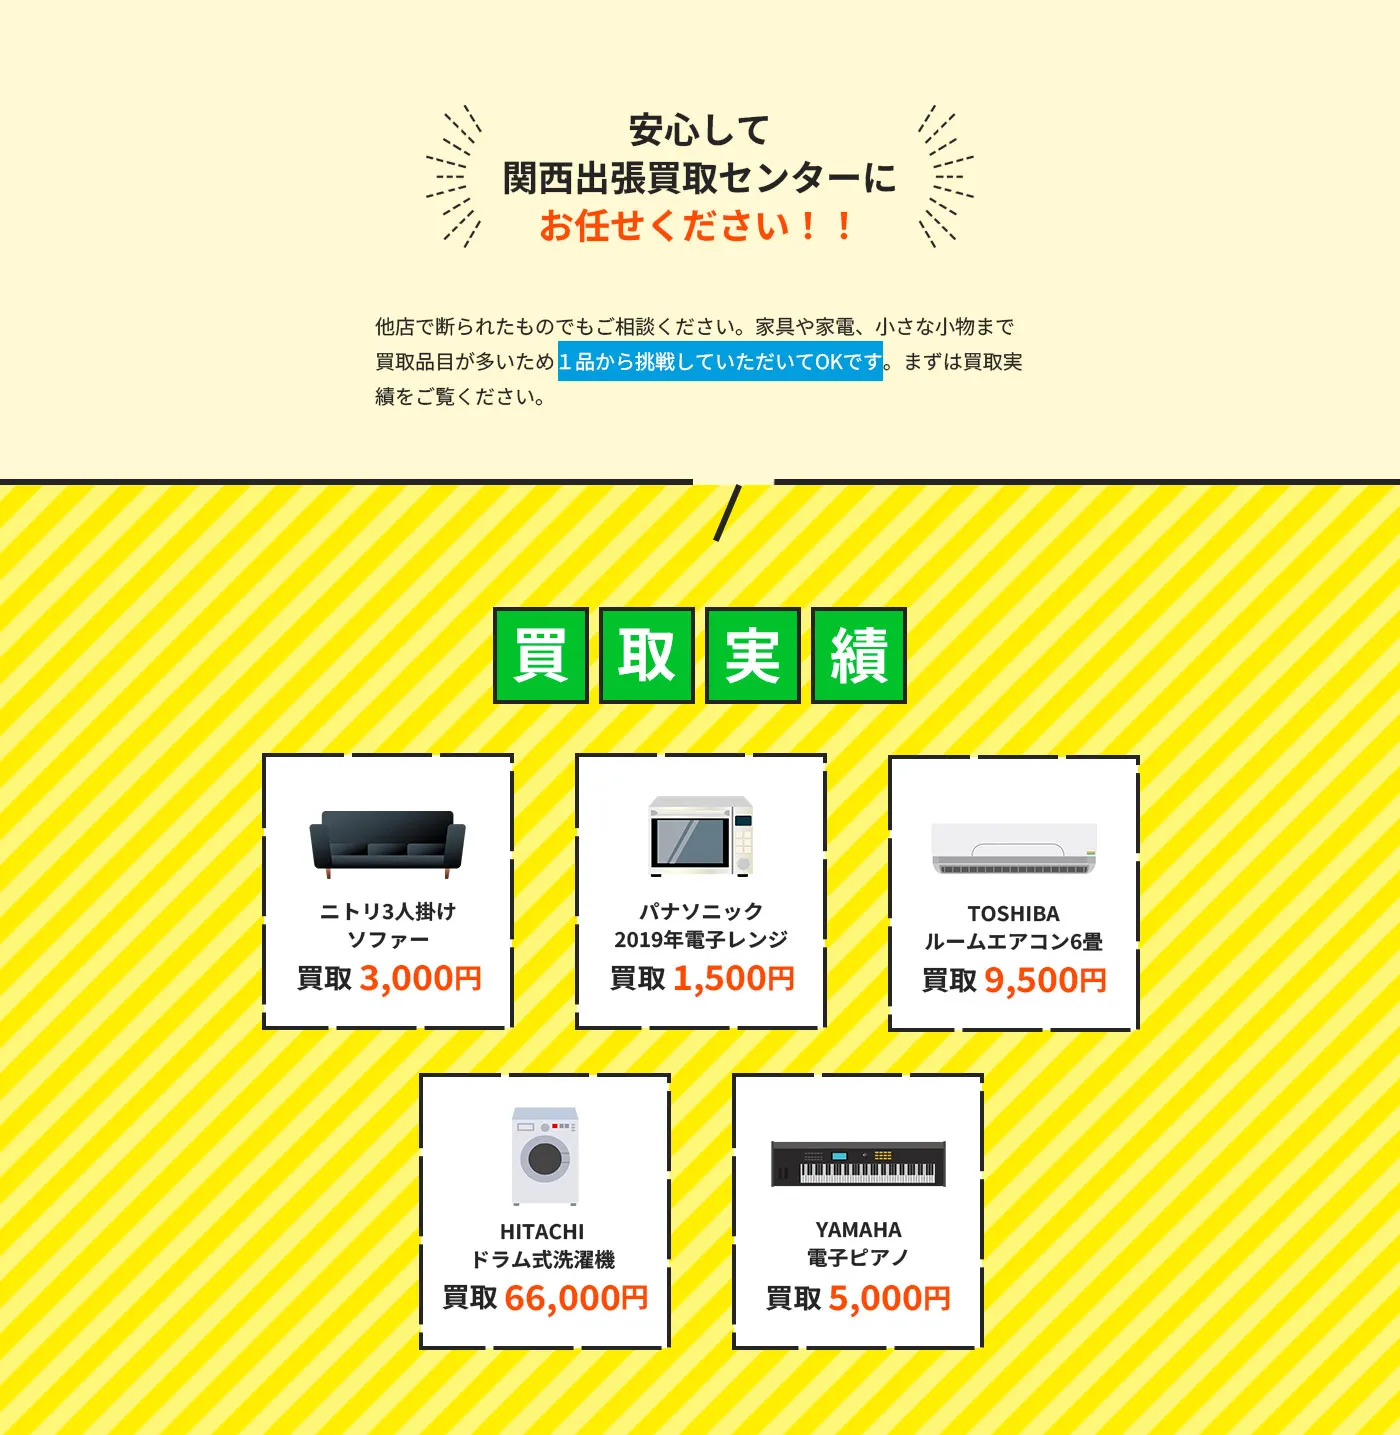 安心して
関西出張買取センターに
お任せください！！
他店で断られたものでもご相談ください。家具や家電、小さな小物まで
買取品目が多いため１品から挑戦していただいてOKです。まずは買取実
績をご覧ください。
買取実績
ニトリ3人掛け
ソファー
買取 3,000円
パナソニック
2019年電子レンジ
買取 1,500円
TOSHIBA
ルームエアコン6畳
買取 9,500円
HITACHI
ドラム式洗濯機
買取 66,000円
YAMAHA
電子ピアノ
買取 5,000円